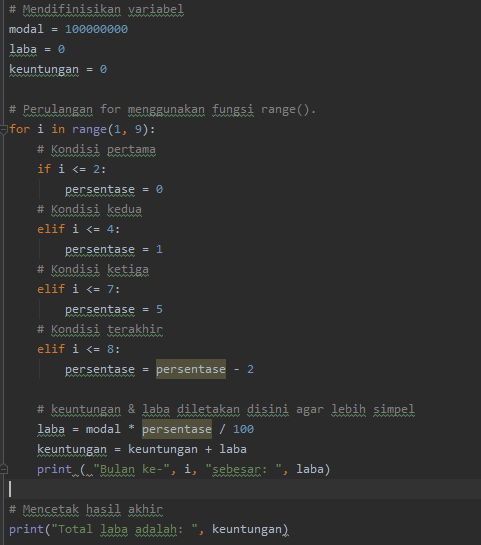 # Mendifinisikan variabel
modal = 100000000
laba = 0
keuntungan = 0
# Perulangan for menggunakan fungsi range().
for i in range(1, 9):
# Kondisi pertama
if i <= 2:
persentase = 0
# Kondisi kedua
elif i <= 4:
persentase = 1
# Kondisi ketiga
elif i <= 7:
persentase = 5
# Kondisi terakhir
elif i <= 8:
persentase = persentase - 2
# keuntungan & laba diletakan disini agar lebih simpel
laba = modal * persentase / 100
keuntungan = keuntungan + laba
print ( "Bulan ke-", i, "sebesar: ", laba)
# Mencetak hasil akhir
print("Total laba adalah: ", keuntungan)